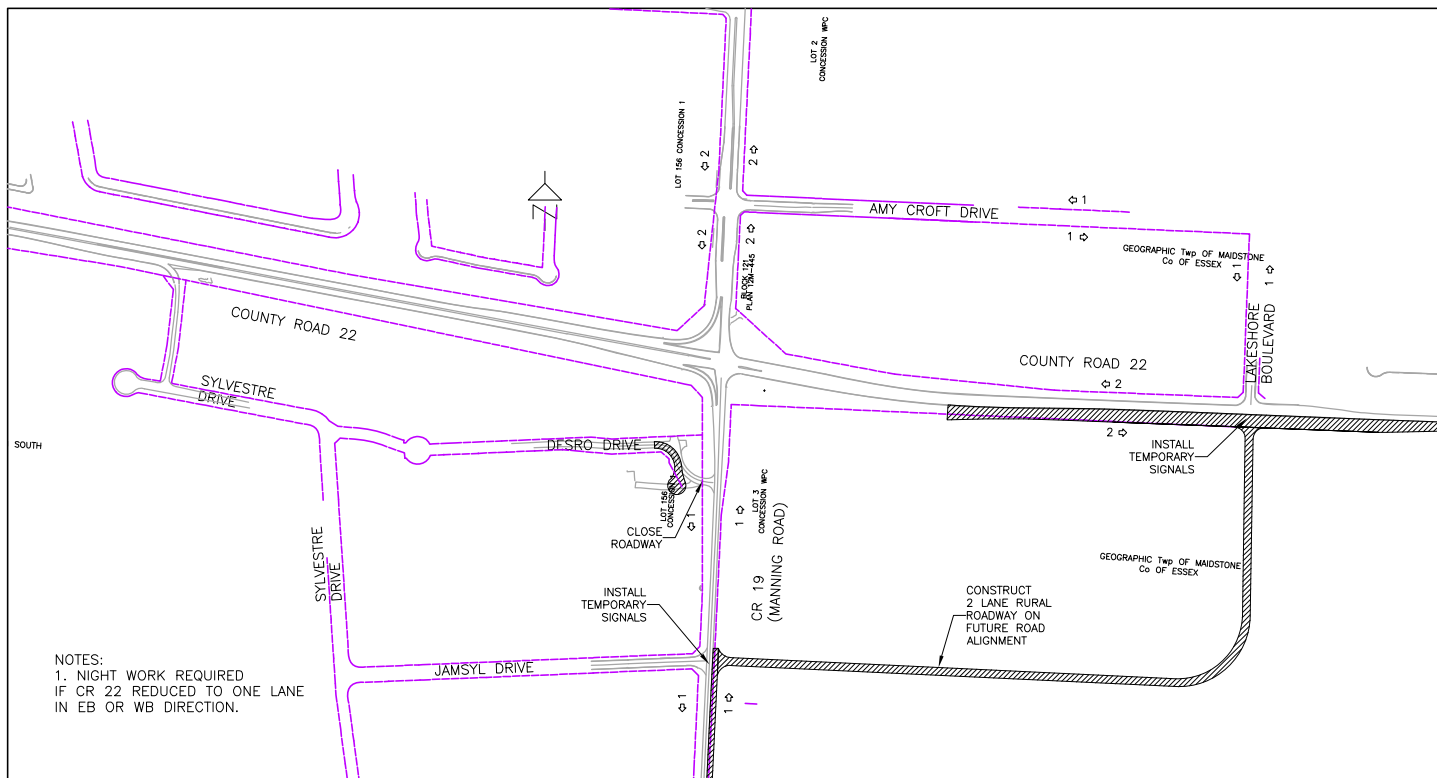 LOT 2
CONCESSION WPC
LOT 156 CONCESSION 1
2
2
AMY CROFT DRIVE
1
1
2
2
BLOCK 121
PLAN 12M-445
GEOGRAPHIC Twp OF MAIDSTONE
Co OF ESSEX
1
1
LAKESHORE
BOULEVARD
COUNTY ROAD 22
COUNTY ROAD 22
2
SYLVESTRE
DRIVE
SOUTH
DESRO DRIVE
2
INSTALL
TEMPORARY
SIGNALS
LOT 156
CONCESSION 1
1
1
LOT 3
CONCESSION WPC
CLOSE
ROADWAY
SYLVESTRE
DRIVE
CR 19
(MANNING ROAD)
GEOGRAPHIC Twp OF MAIDSTONE
Co OF ESSEX
INSTALL
TEMPORARY
SIGNALS
CONSTRUCT
2 LANE RURAL
ROADWAY ON
FUTURE ROAD
ALIGNMENT
JAMSYL DRIVE
1
1
NOTES:
1. NIGHT WORK REQUIRED
IF CR 22 REDUCED TO ONE LANE
IN EB OR WB DIRECTION.